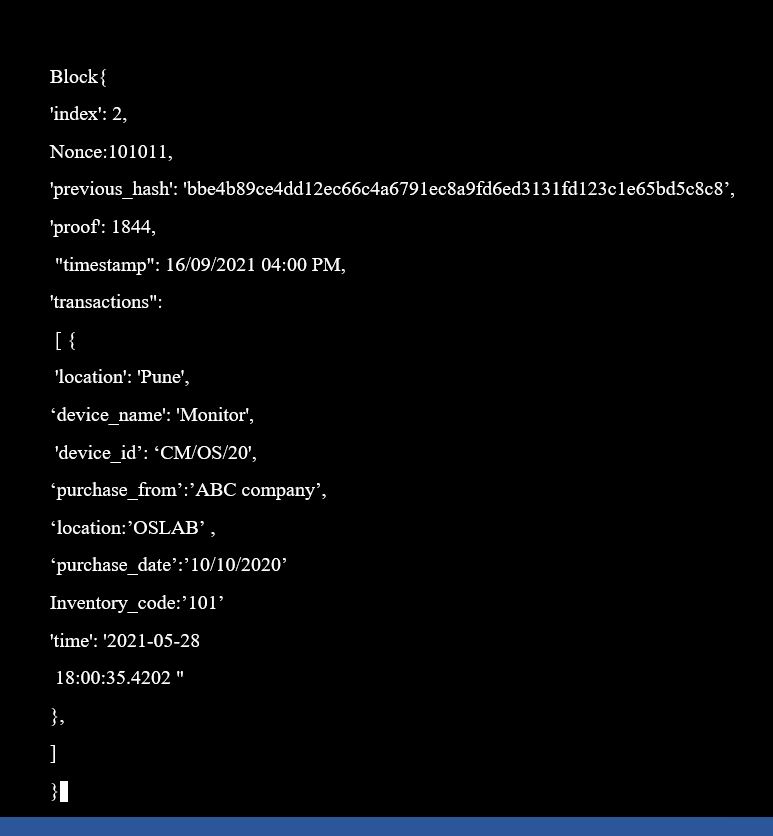 Block{
'index': 2,
Nonce:101011,
'previous_hash': 'bbe4b89ce4dd12ec66c4a6791ec8a9fd6ed3131fd123c1e65bd5c8c8’,
'proof': 1844,
"timestamp": 16/09/2021 04:00 PM,
'transactions":
[ {
'location': 'Pune',
‘device_name': 'Monitor',
'device_id’: ‘CM/OS/20',
‘purchase_from’:’ABC company’,
‘location:’OSLAB’ ,
‘purchase_date’:’10/10/2020’
Inventory_code:’101’
'time': '2021-05-28
18:00:35.4202 "
},
]
}